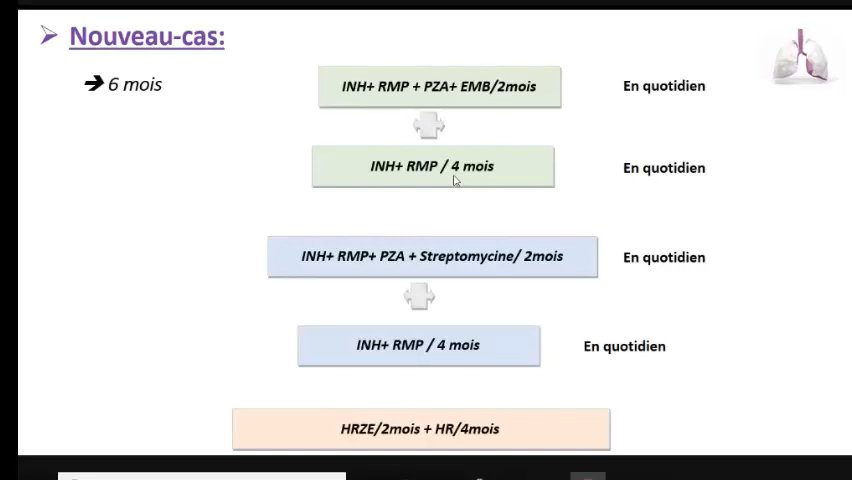 Nouveau-cas:
6 mois
INH+ RMP + PZA+ EMB/2mois
En quotidien
INH+ RMP / 4 mois
En quotidien
INH+ RMP+ PZA + Streptomycine/ 2mois
En quotidien
INH+ RMP / 4 mois
En quotidien
HRZE/2mois + HR/4mois